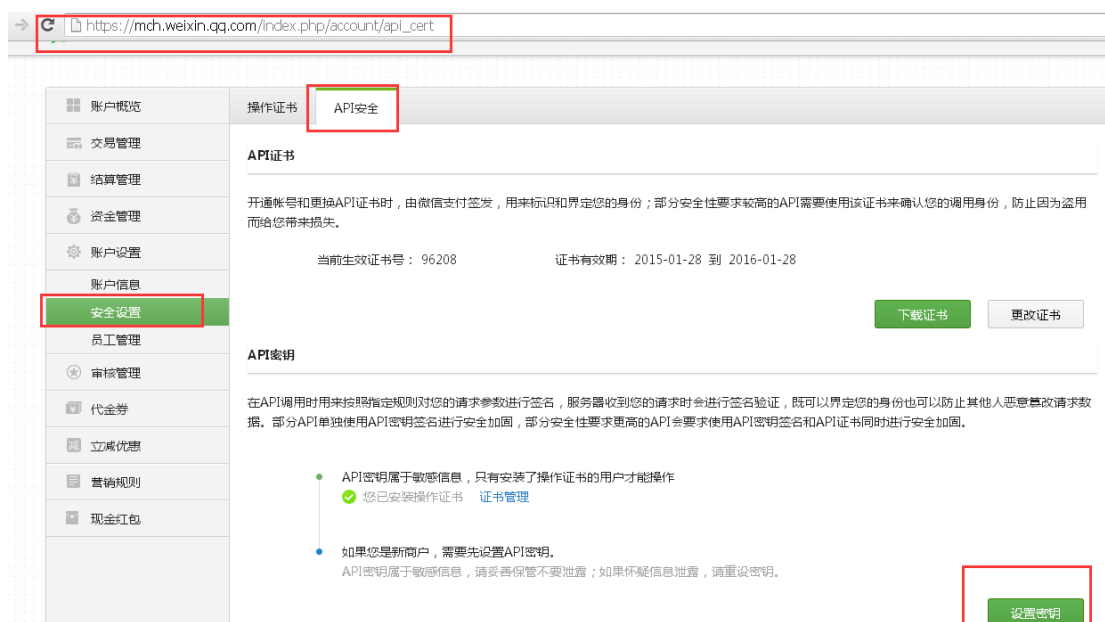 https://mch.weixin.qq.com/index.php/account/api_cert
账户概览
交易管理
结算管理
资金管理
账户设置
账户信息
安全设置
员工管理
审核管理
代金券
立减优惠
营销规则
现金红包
操作证书
API安全
API证书
开通帐号和更换API证书时，由微信支付签发，用来标识和界定您的身份；部分安全性要求较高的API需要使用该证书来确认您的调用身份，防止因为盗用
而给您带来损失。
当前生效证书号： 96208
证书有效期： 2015-01-28 到 2016-01-28
下载证书
更改证书
API密钥
在API调用时用来按照指定规则对您的请求参数进行签名，服务器收到您的请求时会进行签名验证，既可以界定您的身份也可以防止其他人恶意篡改请求数
据。部分API单独使用API密钥签名进行安全加固，部分安全性要求更高的API会要求使用API密钥签名和API证书同时进行安全加固。
API密钥属于敏感信息，只有安装了操作证书的用户才能操作
您已安装操作证书 证书管理
如果您是新商户，需要先设置API密钥。
API密钥属于敏感信息，请妥善保管不要泄露；如果怀疑信息泄露，请重设密钥。
设置密钥